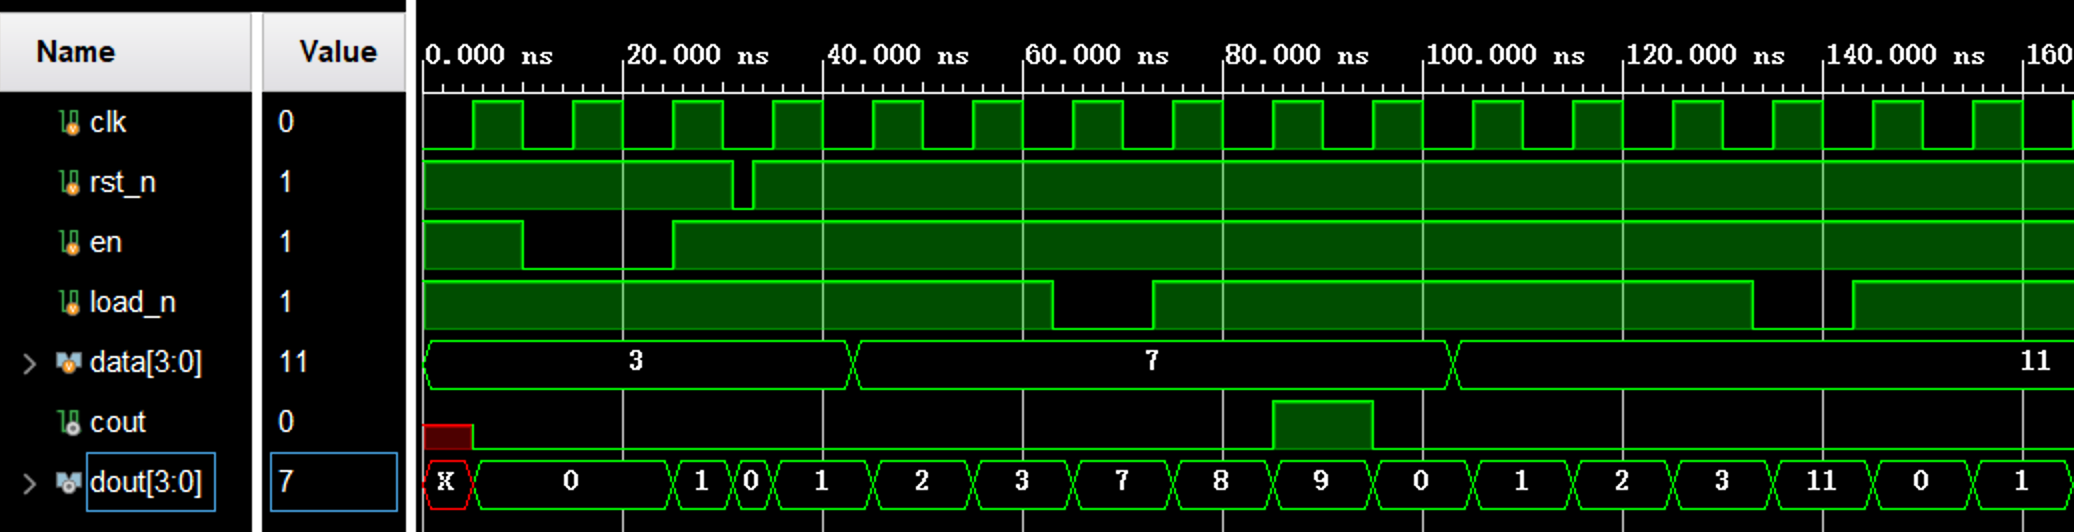 Name Value 0.000 ns 20.000 ns 40.000 ns 60.000 ns 80.000 ns 100.000 ns 120.000 ns 140.000 ns 160
clk 0
rst_n 1
en 1
load_n 1
data[3:0] 11 3 7 11
cout 0
dout[3:0] 7 X 0 1 0 1 2 3 7 8 9 0 1 2 3 11 0 1